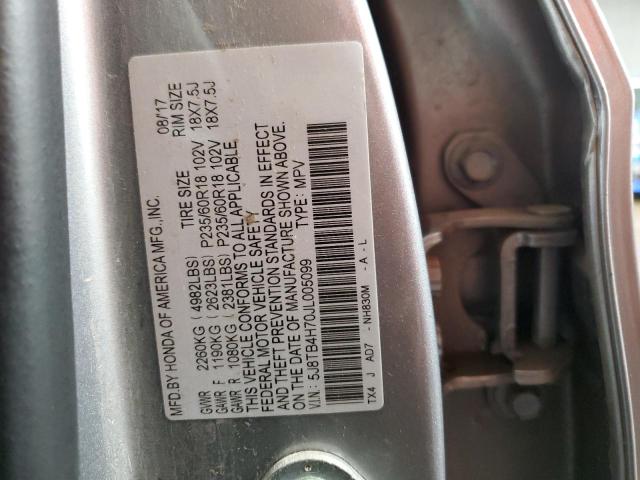 MFD.BY HONDA OF AMERICA MFG.,INC. 08/17
TIRE SIZE RIM SIZE
GVWR 2260KG ( 4982LBS) P235/60R18 102V 18X7.5J
GAWR F 1190KG ( 2623LBS) P235/60R18 102V 18X7.5J
GAWR R 1080KG ( 2381LBS)
THIS VEHICLE CONFORMS TO ALL APPLICABLE
FEDERAL MOTOR VEHICLE SAFETY
AND THEFT PREVENTION STANDARDS IN EFFECT
ON THE DATE OF MANUFACTURE SHOWN ABOVE.
V.I.N.: 5J8TB4H70JL005099 TYPE: MPV
TX4 J AD7 - NH830M - A - L